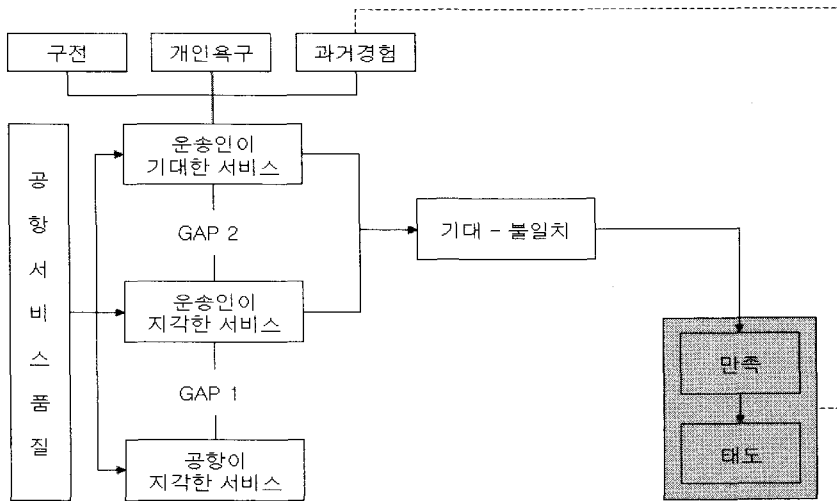 구전
개인욕구
과거경험
공항서비스품질
운송인이
기대한 서비스
GAP 2
기대 - 불일치
운송인이
지각한 서비스
만족
GAP 1
태도
공항이
지각한 서비스